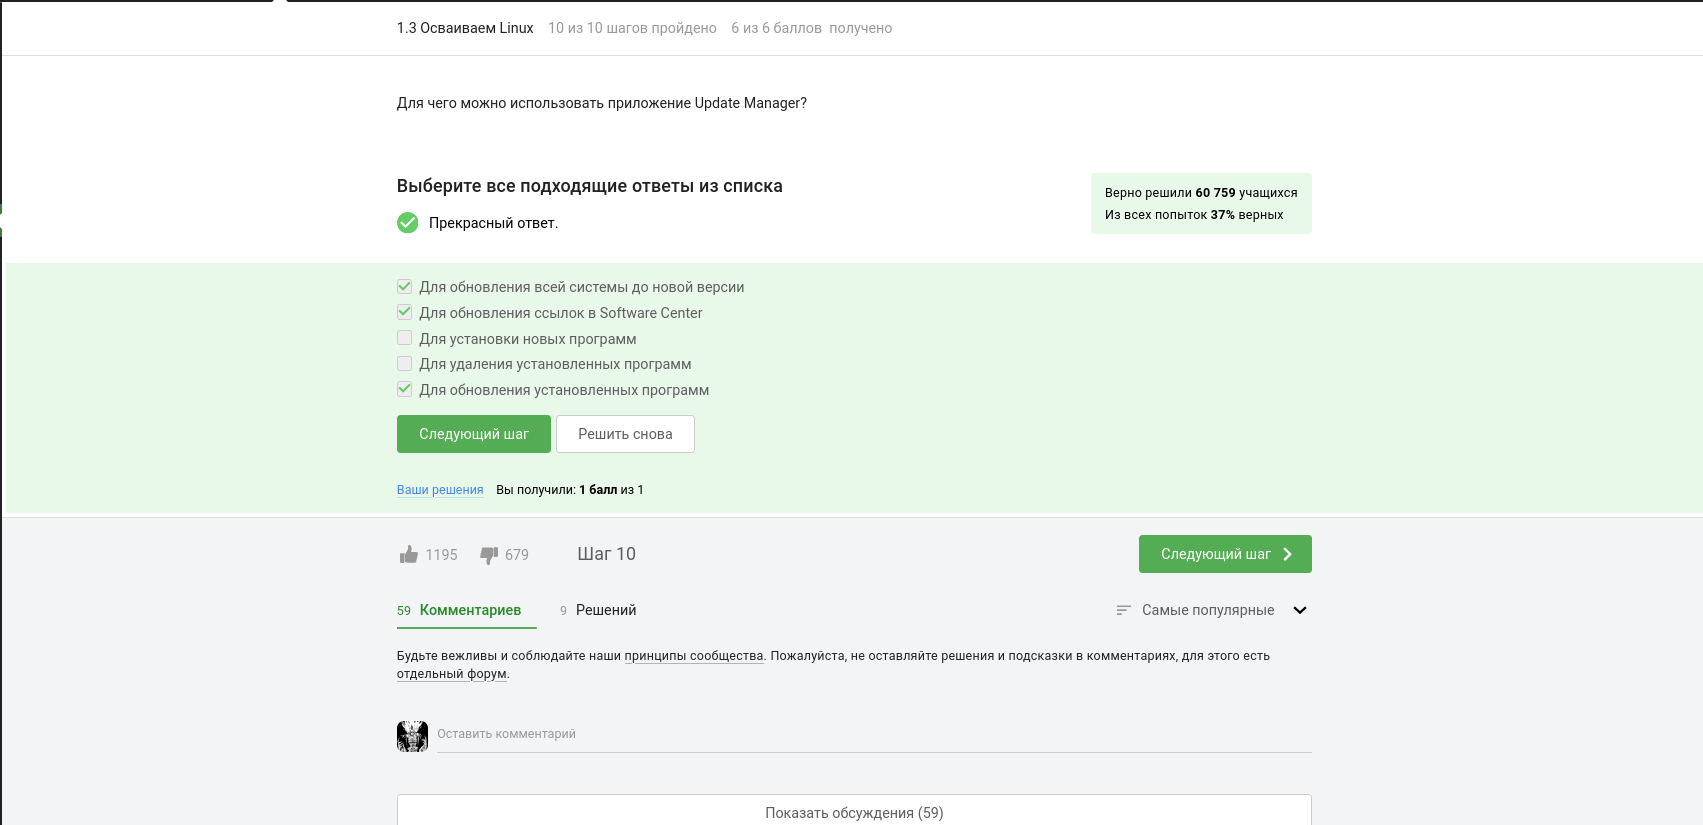 1.3 Осваиваем Linux 10 из 10 шагов пройдено 6 из 6 баллов получено
Для чего можно использовать приложение Update Manager?
Выберите все подходящие ответы из списка
Прекрасный ответ.
Верно решили 60 759 учащихся
Из всех попыток 37% верных
Для обновления всей системы до новой версии
Для обновления ссылок в Software Center
Для установки новых программ
Для удаления установленных программ
Для обновления установленных программ
Следующий шаг Решить снова
Ваши решения Вы получили: 1 балл из 1
1195 679 Шаг 10 Следующий шаг
59 Комментариев 9 Решений Самые популярные
Будьте вежливы и соблюдайте наши принципы сообщества. Пожалуйста, не оставляйте решения и подсказки в комментариях, для этого есть
отдельный форум.
Оставить комментарий
Показать обсуждения (59)